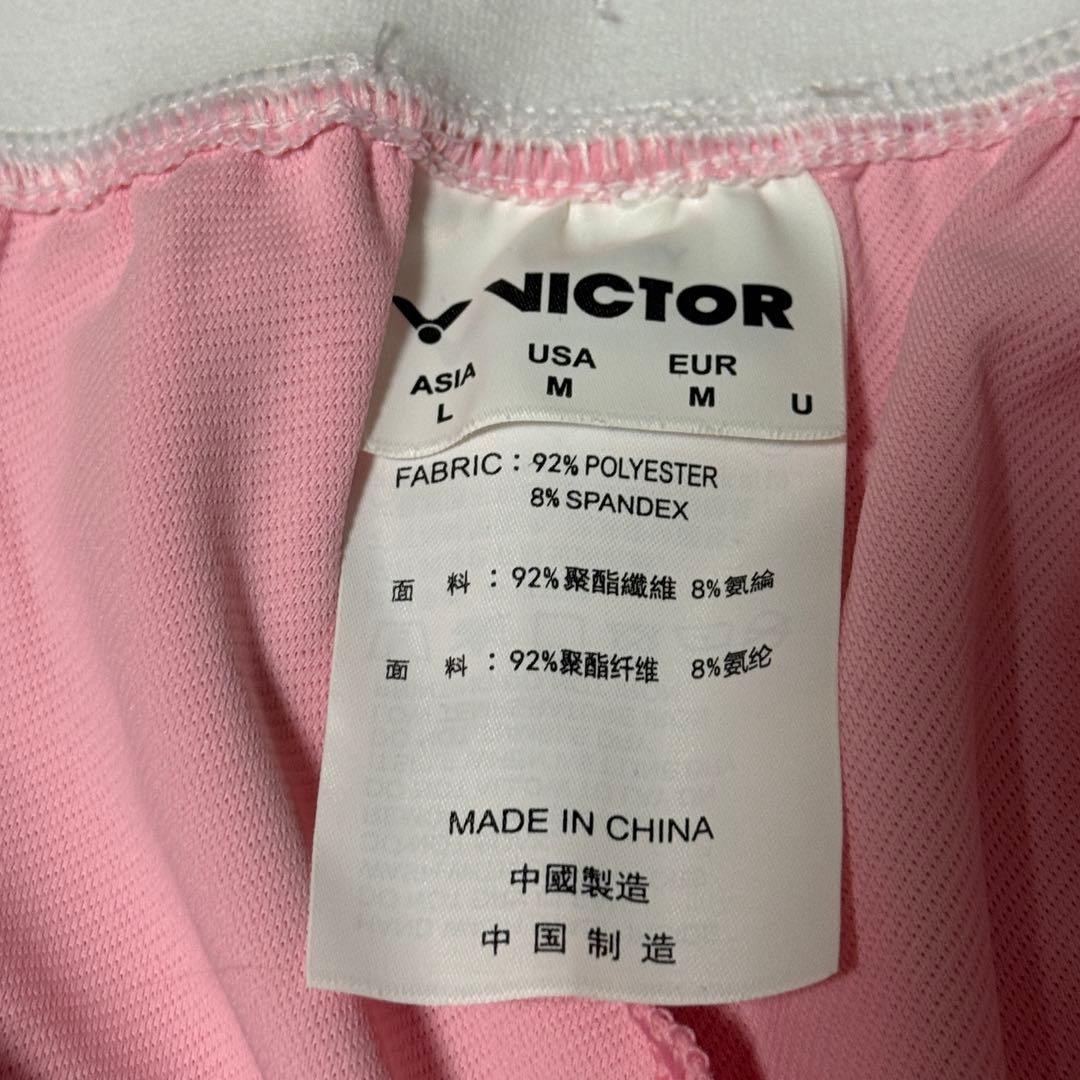 VICTOR
ASIA USA EUR
L M M U
FABRIC : 92% POLYESTER
8% SPANDEX
面 料 : 92%聚酯纖維 8%氨綸
面 料 : 92%聚酯纤维 8%氨纶
MADE IN CHINA
中國製造
中国制造